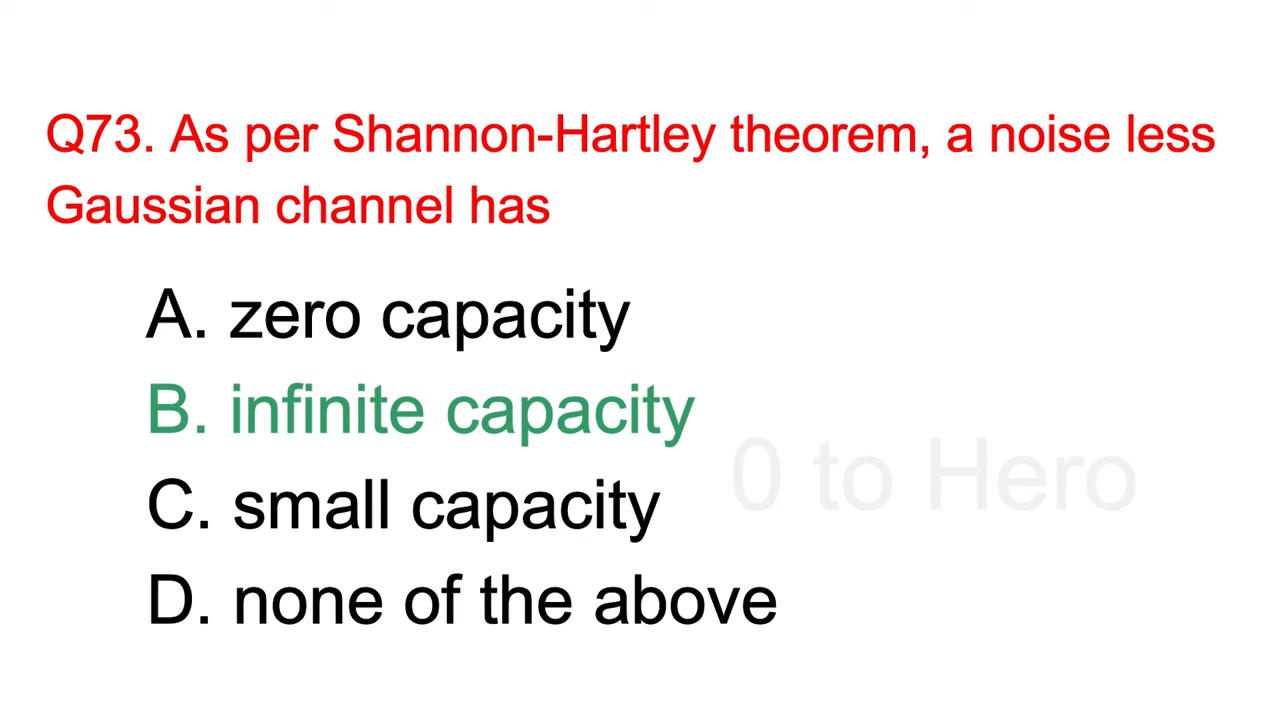 Q73. As per Shannon-Hartley theorem, a noise less
Gaussian channel has
A. zero capacity
B. infinite capacity
0 to Hero
C. small capacity
D. none of the above